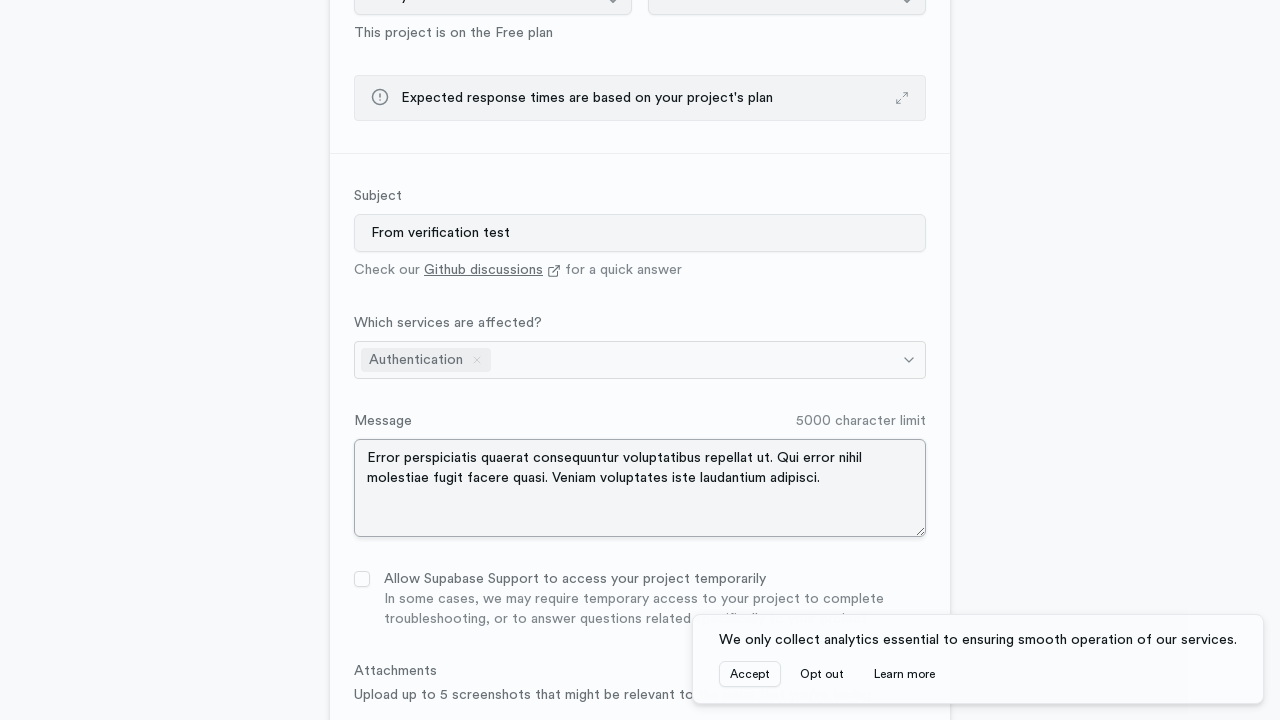 This project is on the Free plan
Expected response times are based on your project's plan
Subject
From verification test
Check our Github discussions for a quick answer
Which services are affected?
Authentication
Message
5000 character limit
Error perspiciatis quaerat consequuntur voluptatibus repellat ut. Qui error nihil
molestiae fugit facere quasi. Veniam voluptates iste laudantium adipisci.
Allow Supabase Support to access your project temporarily
In some cases, we may require temporary access to your project to complete
troubleshooting, or to answer questions related
We only collect analytics essential to ensuring smooth operation of our services.
Accept
Opt out
Learn more
Attachments
Upload up to 5 screenshots that might be relevant to